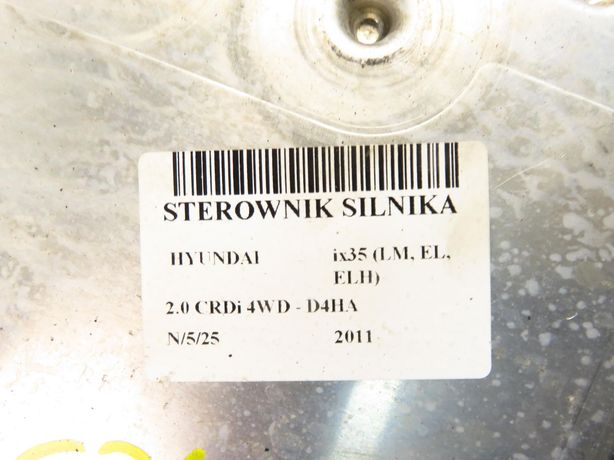 STEROWNIK SILNIKA
HYUNDAI ix35 (LM, EL,
ELH)
2.0 CRDi 4WD - D4HA
N/5/25 2011